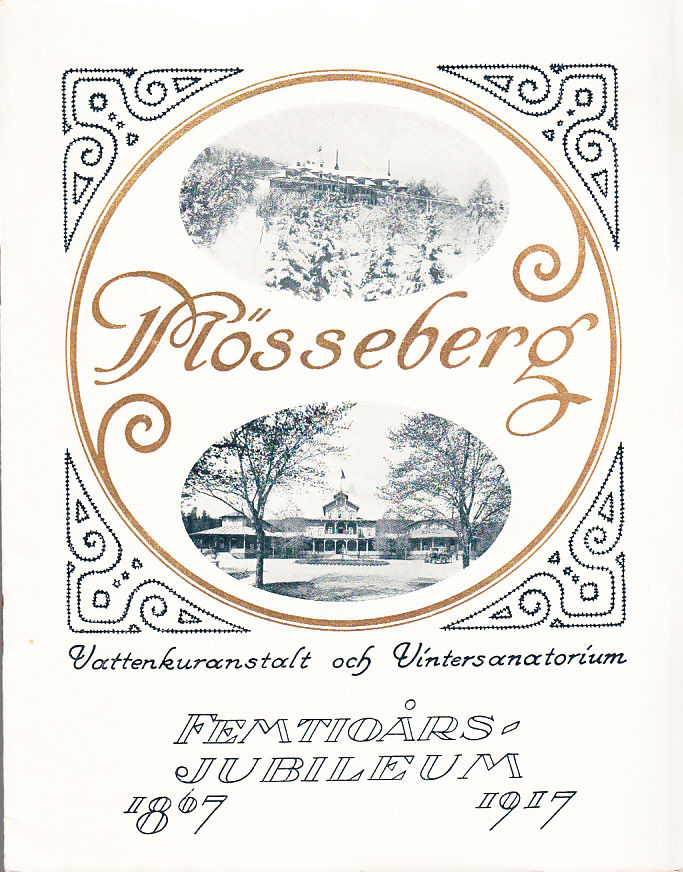 Mösseberg
Vattenkuranstalt och Vintersanatorium
FEMTIOÅRS-
JUBILEUM
1867 1917